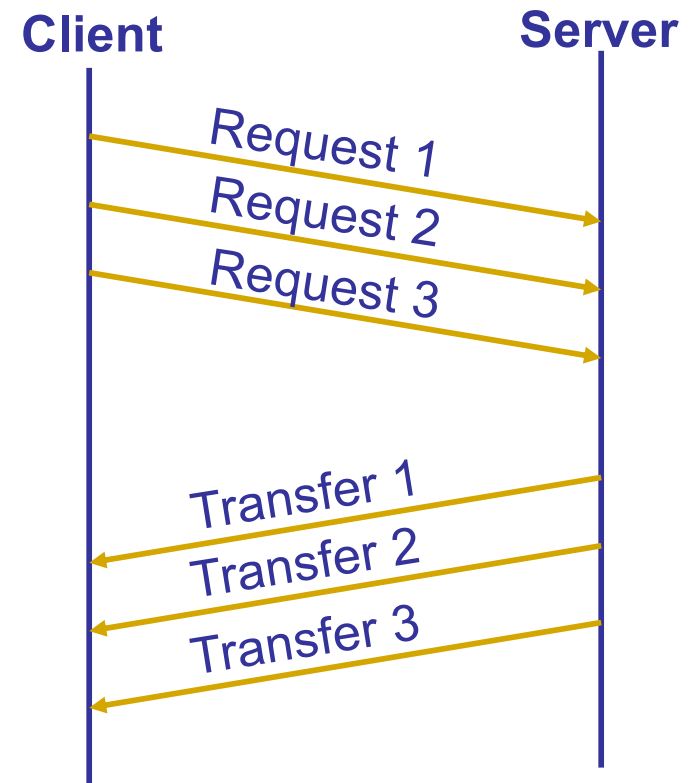 Client
Server
Request 1
Request 2
Request 3
Transfer 1
Transfer 2
Transfer 3